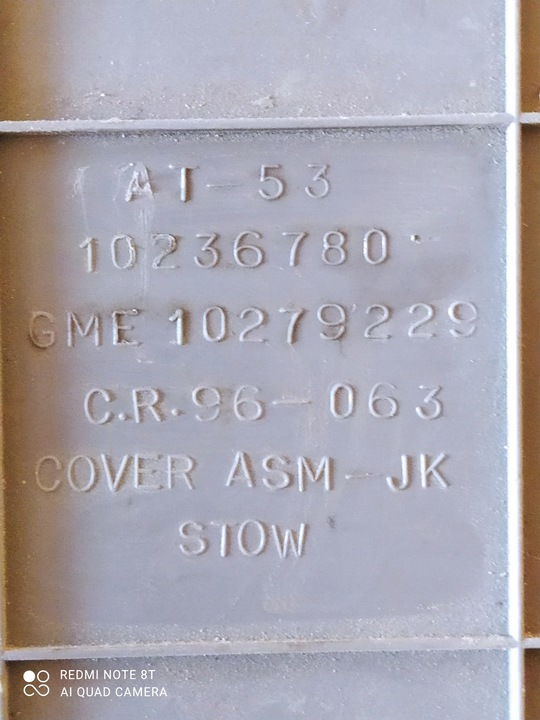 AT-53
10236780
GME 10279229
C.R.96-063
COVER ASM-JK
STOW
REDMI NOTE 8T
AI QUAD CAMERA